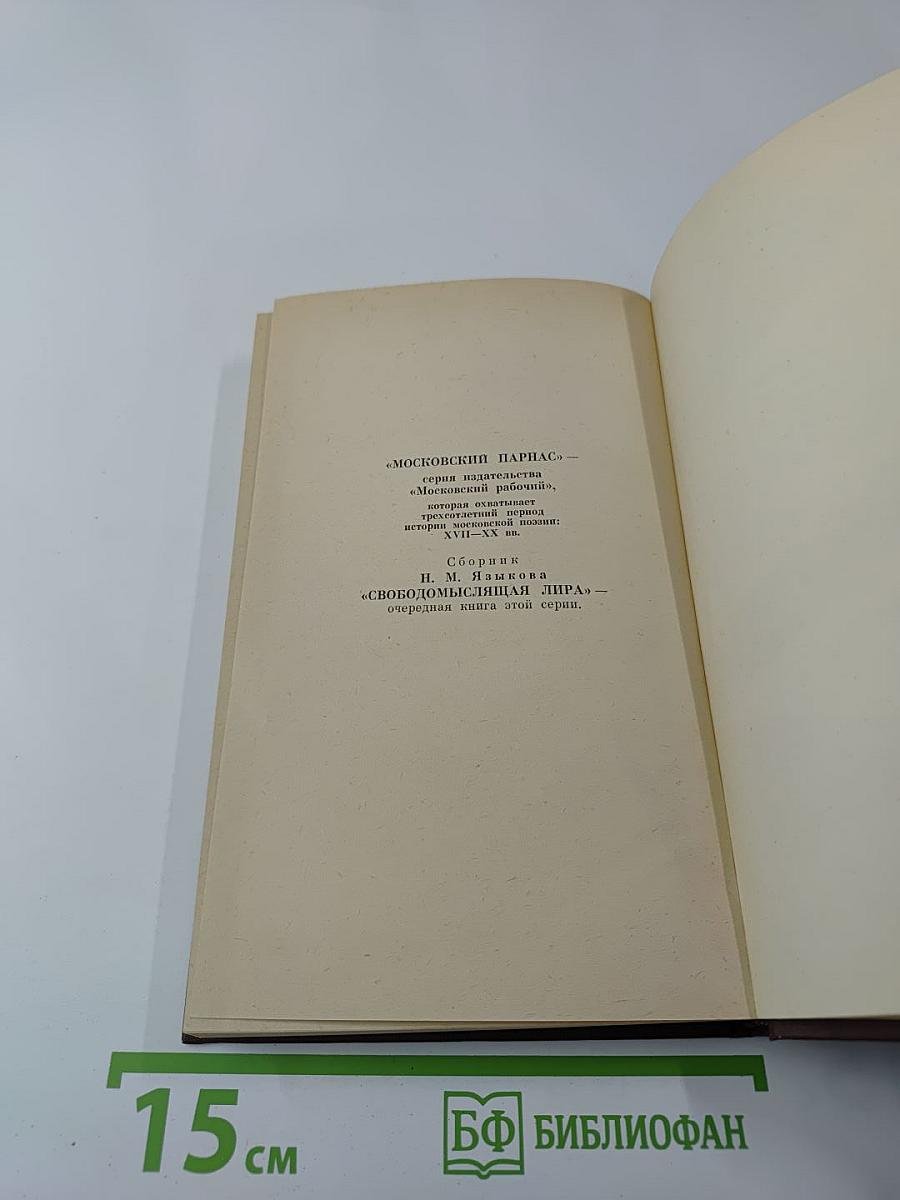 «МОСКОВСКИЙ ПАРНАС» —
серия издательства
«Московский рабочий»,
которая охватывает
трехсотлетний период
истории московской поэзии:
XVII—XX вв.
Сборник
Н. М. Языкова
«СВОБОДОМЫСЛЯЩАЯ ЛИРА» —
очередная книга этой серии.
15 см
БФ БИБЛИОФАН